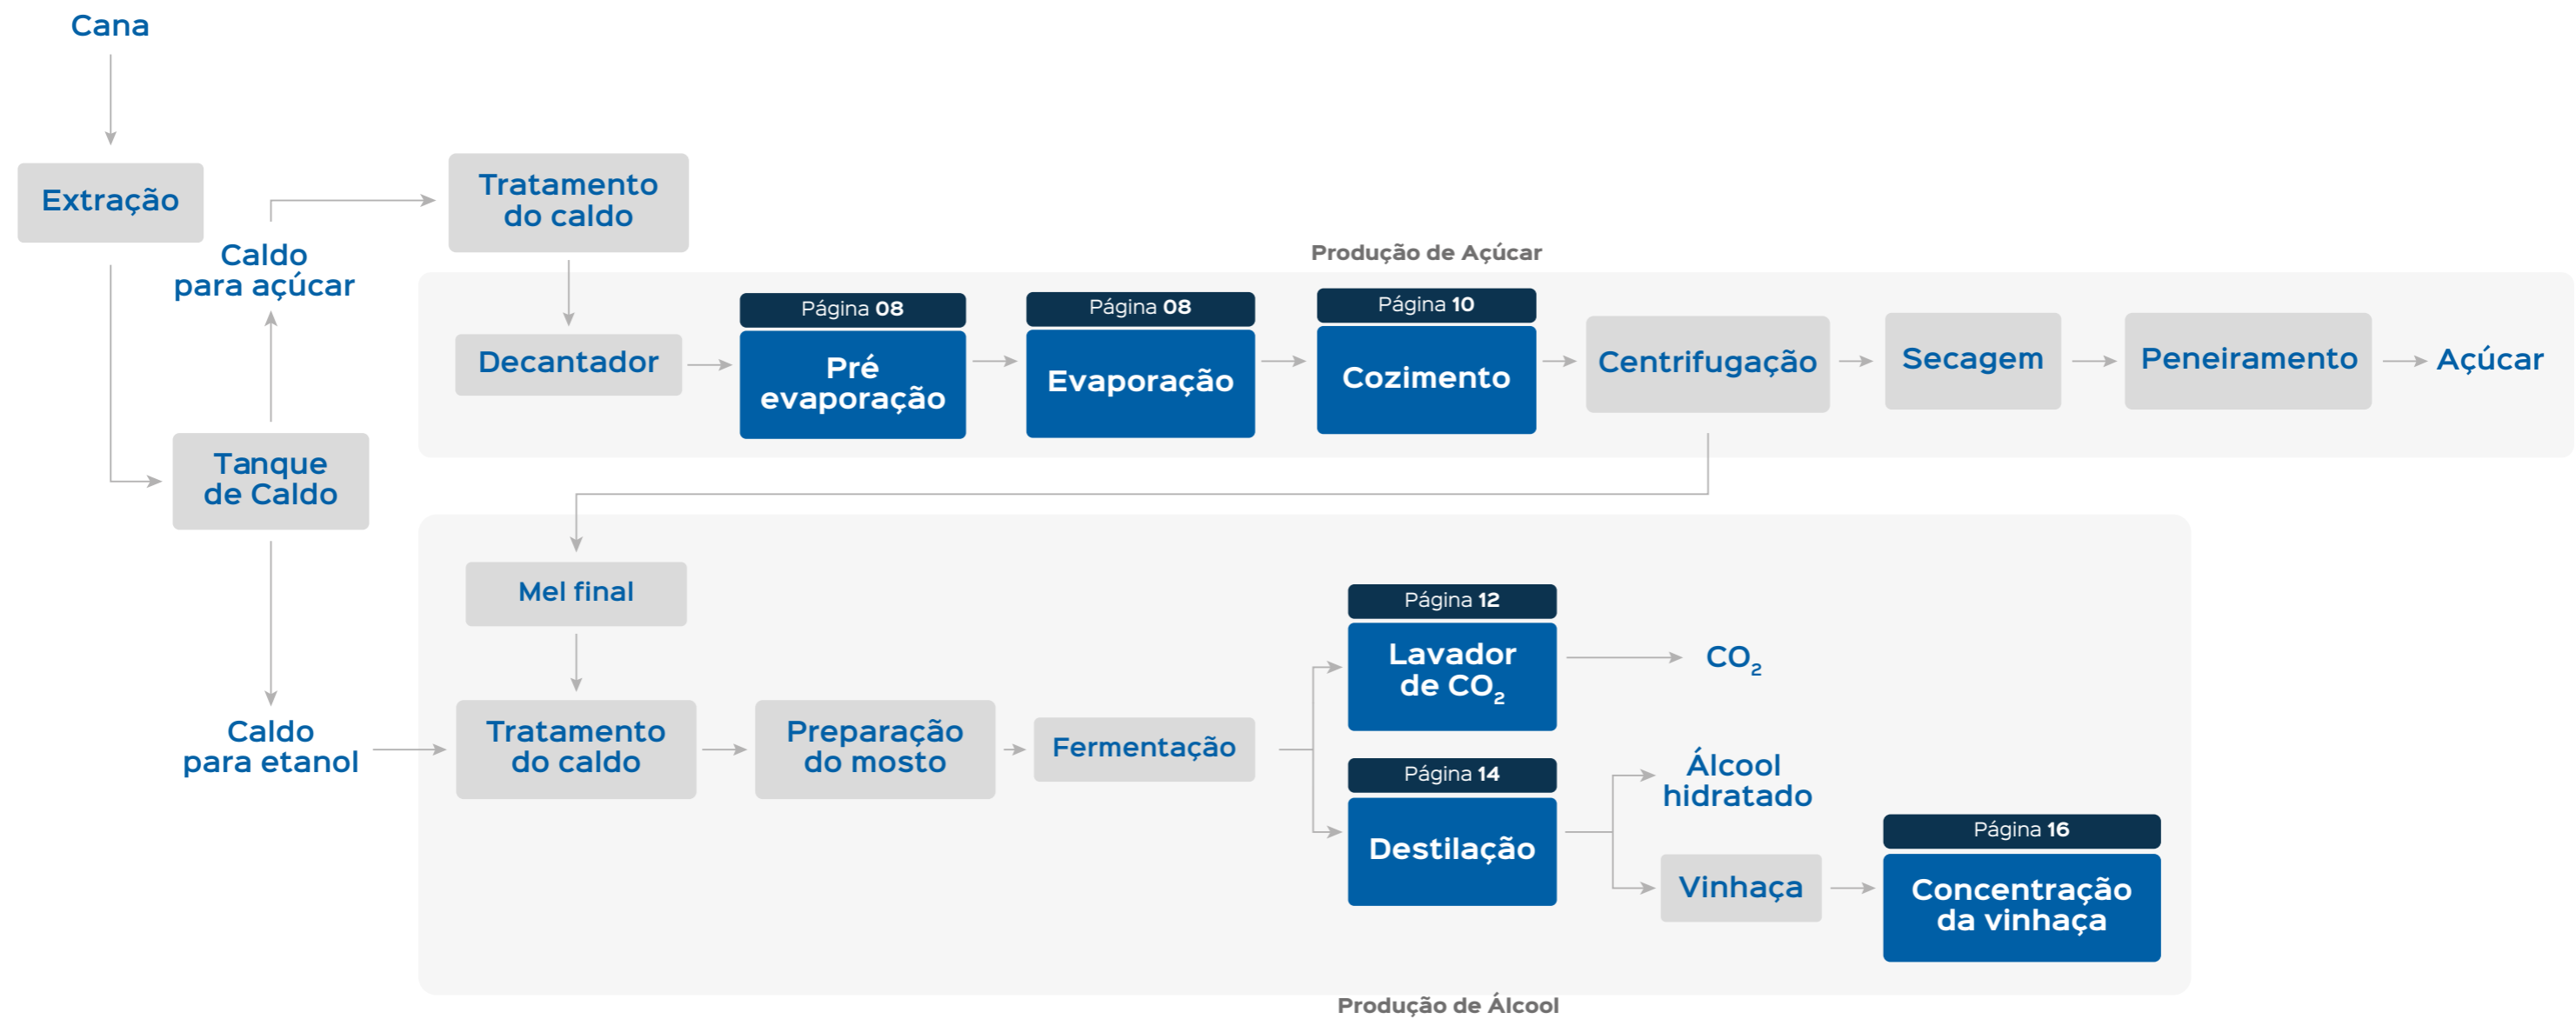 Cana
Extração
Caldo
para açúcar
Tratamento
do caldo
Tanque
de Caldo
Caldo
para etanol
Produção de Açúcar
Decantador
Página 08
Pré
evaporação
Página 08
Evaporação
Página 10
Cozimento
Centrifugação
Secagem
Peneiramento
Açúcar
Mel final
Tratamento
do caldo
Preparação
do mosto
Fermentação
Página 12
Lavador
de CO₂
CO₂
Página 14
Destilação
Álcool
hidratado
Vinhaça
Página 16
Concentração
da vinhaça
Produção de Álcool